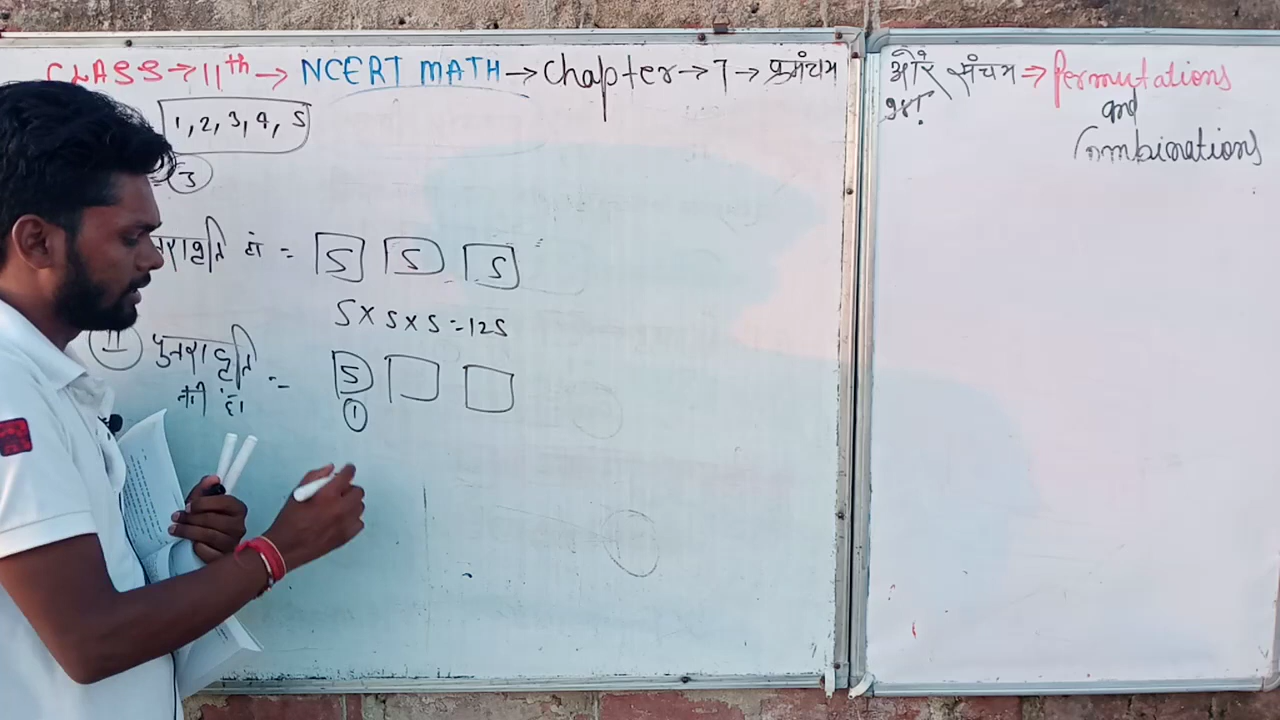 CLASS → 11th → NCERT MATH → Chapter → 7 → क्रमचय और संचय ⇒ Permutations
and
Combinations
1, 2, 3, 4, 5
3
हो = 5 5 5
5 × 5 × 5 = 125
II पुनरावृत्ति = 5
1